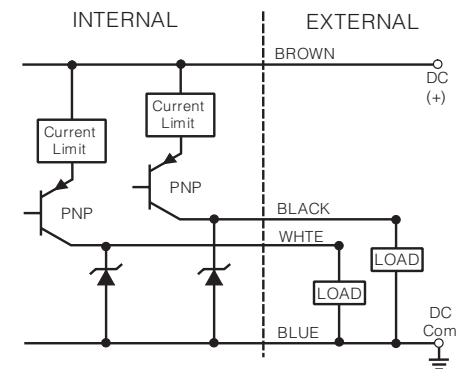 INTERNAL
EXTERNAL
BROWN
DC
(+)
Current
Limit
Current
Limit
PNP
PNP
BLACK
WHTE
LOAD
LOAD
DC
Com
BLUE